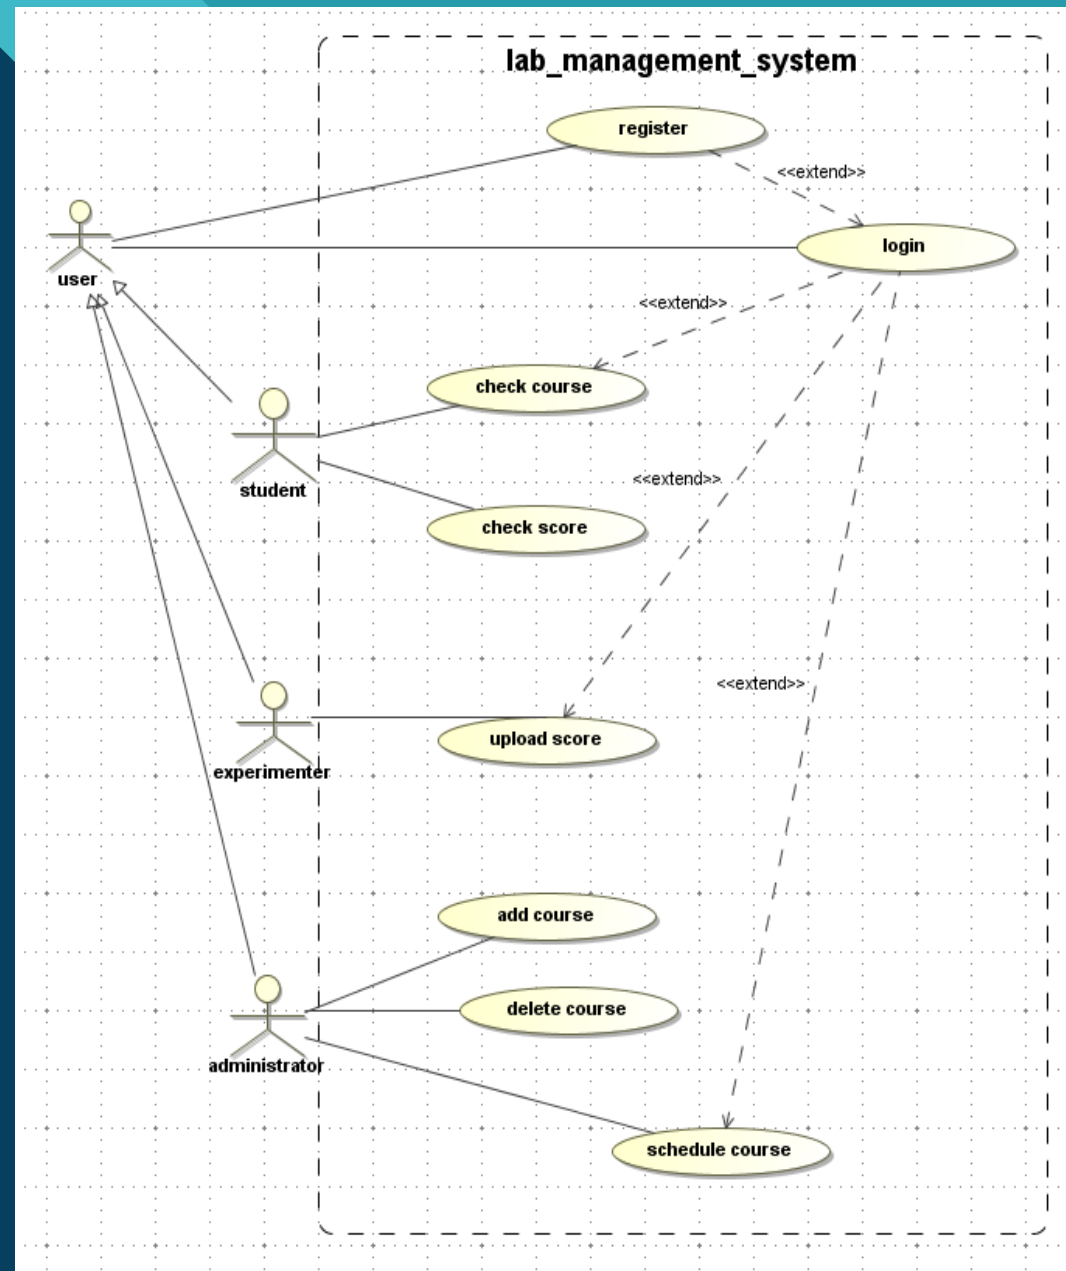 lab_management_system
register
<<extend>>
login
user
<<extend>>
check course
student
<<extend>>
check score
<<extend>>
upload score
experimenter
add course
delete course
administrator
schedule course